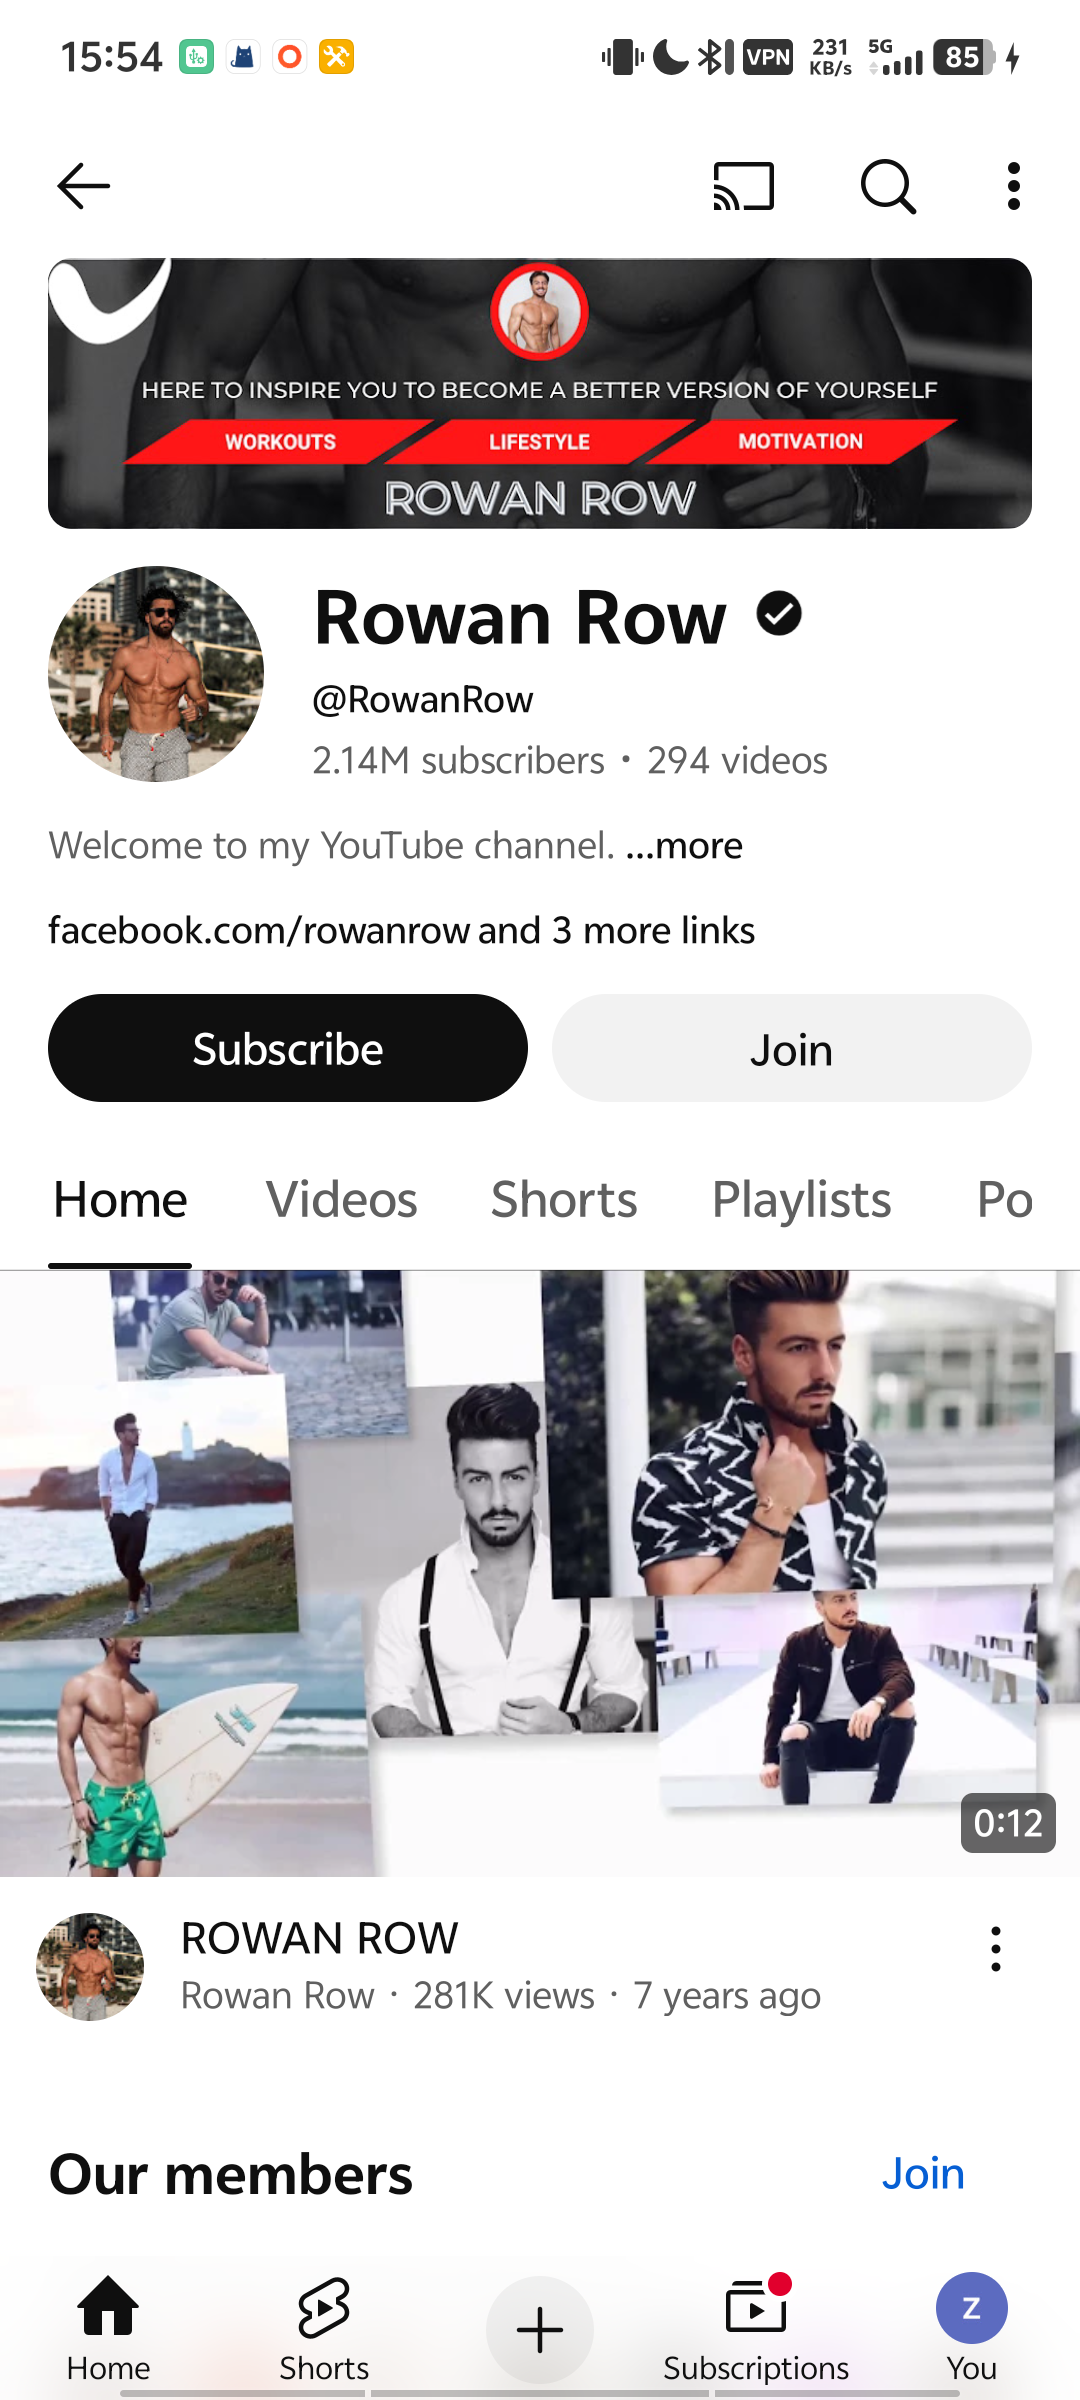 15:54
VPN
231
KB/s
5G
85
HERE TO INSPIRE YOU TO BECOME A BETTER VERSION OF YOURSELF
WORKOUTS
LIFESTYLE
MOTIVATION
ROWAN ROW
Rowan Row
@RowanRow
2.14M subscribers • 294 videos
Welcome to my YouTube channel. ...more
facebook.com/rowanrow and 3 more links
Subscribe
Join
Home
Videos
Shorts
Playlists
Po
0:12
ROWAN ROW
Rowan Row · 281K views · 7 years ago
Our members
Join
Z
Home
Shorts
Subscriptions
You